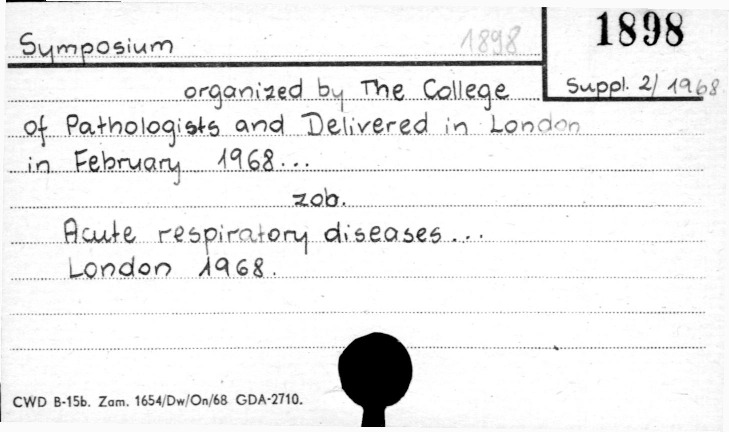 Symposium 1898 1898
Suppl. 2/1968
organized by The College
of Pathologists and Delivered in London
in February 1968...
zob.
Acute respiratory diseases...
London 1968.
CWD B-15b. Zam. 1654/Dw/On/68 GDA-2710.